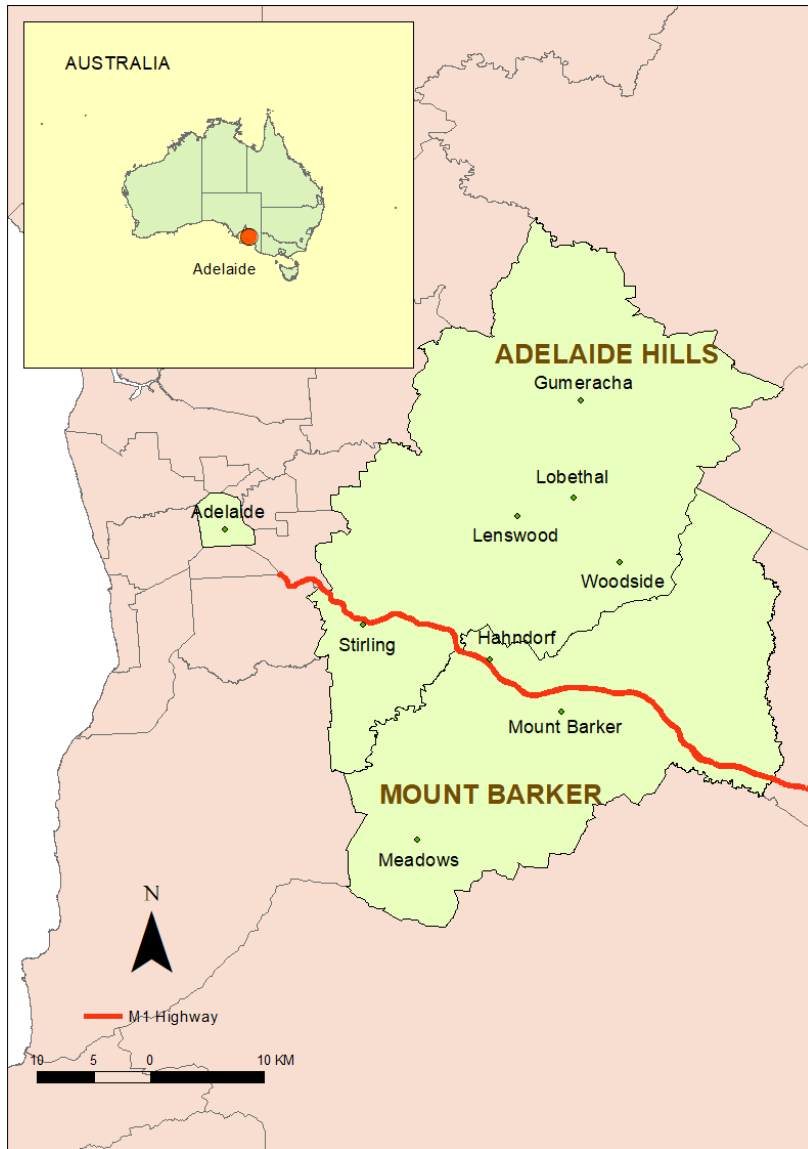 AUSTRALIA
Adelaide
ADELAIDE HILLS
Gumeracha
Lobethal
Adelaide
Lenswood
Woodside
Stirling
Hahndorf
Mount Barker
MOUNT BARKER
Meadows
N
M1 Highway
10 5 0 10 KM